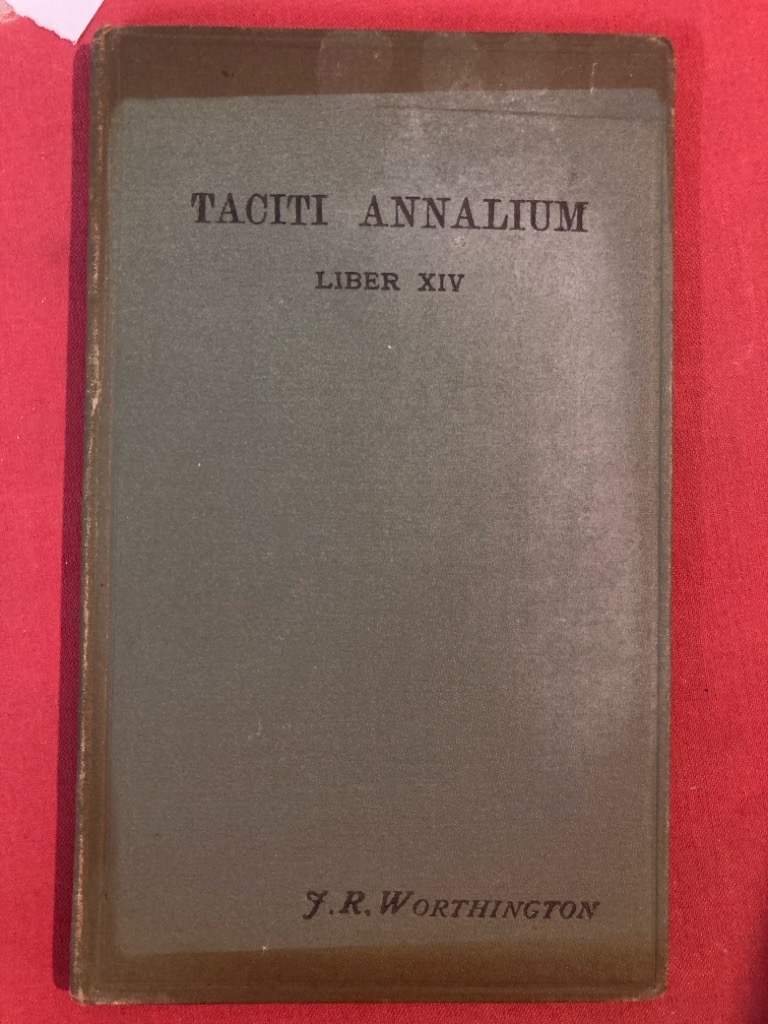 TACITI ANNALIUM
LIBER XIV
J. R. WORTHINGTON